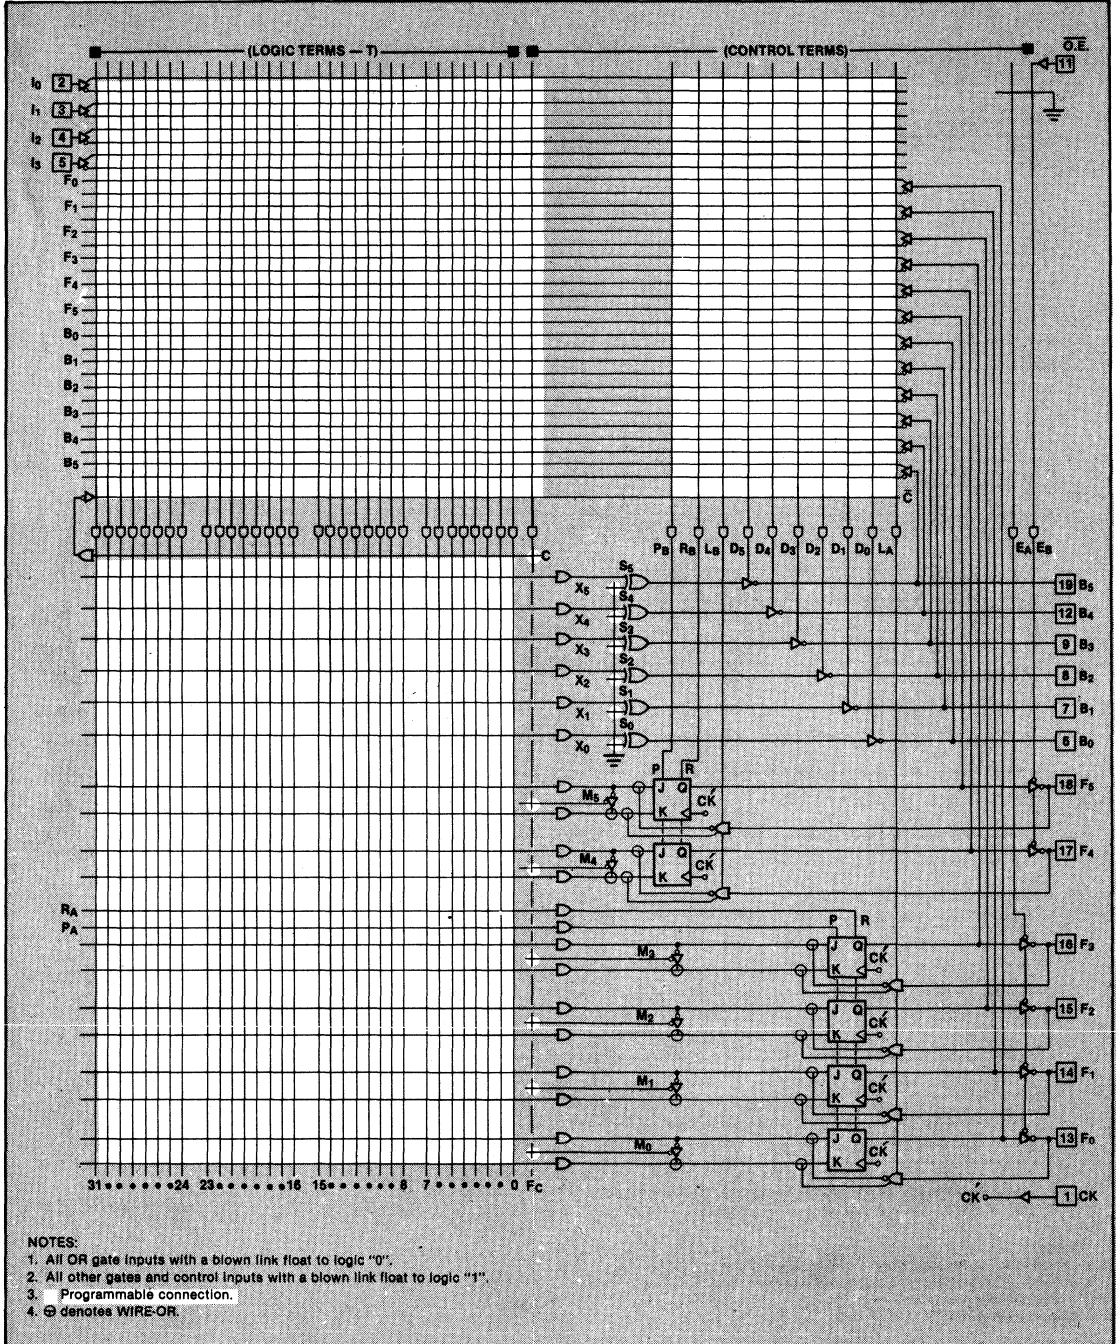 (LOGIC TERMS — T) (CONTROL TERMS) O.E.
11
I0 2
I1 3
I2 4
I3 5
F0
F1
F2
F3
F4
F5
B0
B1
B2
B3
B4
B5
C
PB RB LB D5 D4 D3 D2 D1 D0 LA EA EB
C
X5 S5 19 B5
X4 S4 12 B4
X3 S3 9 B3
X2 S2 8 B2
X1 S1 7 B1
X0 S0 6 B0
P R
M5 J Q K CK 18 F5
M4 J Q K CK 17 F4
RA
PA
P R
M3 J Q K CK 16 F3
M2 J Q K CK 15 F2
M1 J Q K CK 14 F1
M0 J Q K CK 13 F0
31 24 23 16 15 8 7 0 FC
CK 1 CK
NOTES:
1. All OR gate inputs with a blown link float to logic "0".
2. All other gates and control inputs with a blown link float to logic "1".
3. Programmable connection.
4. ⊖ denotes WIRE-OR.